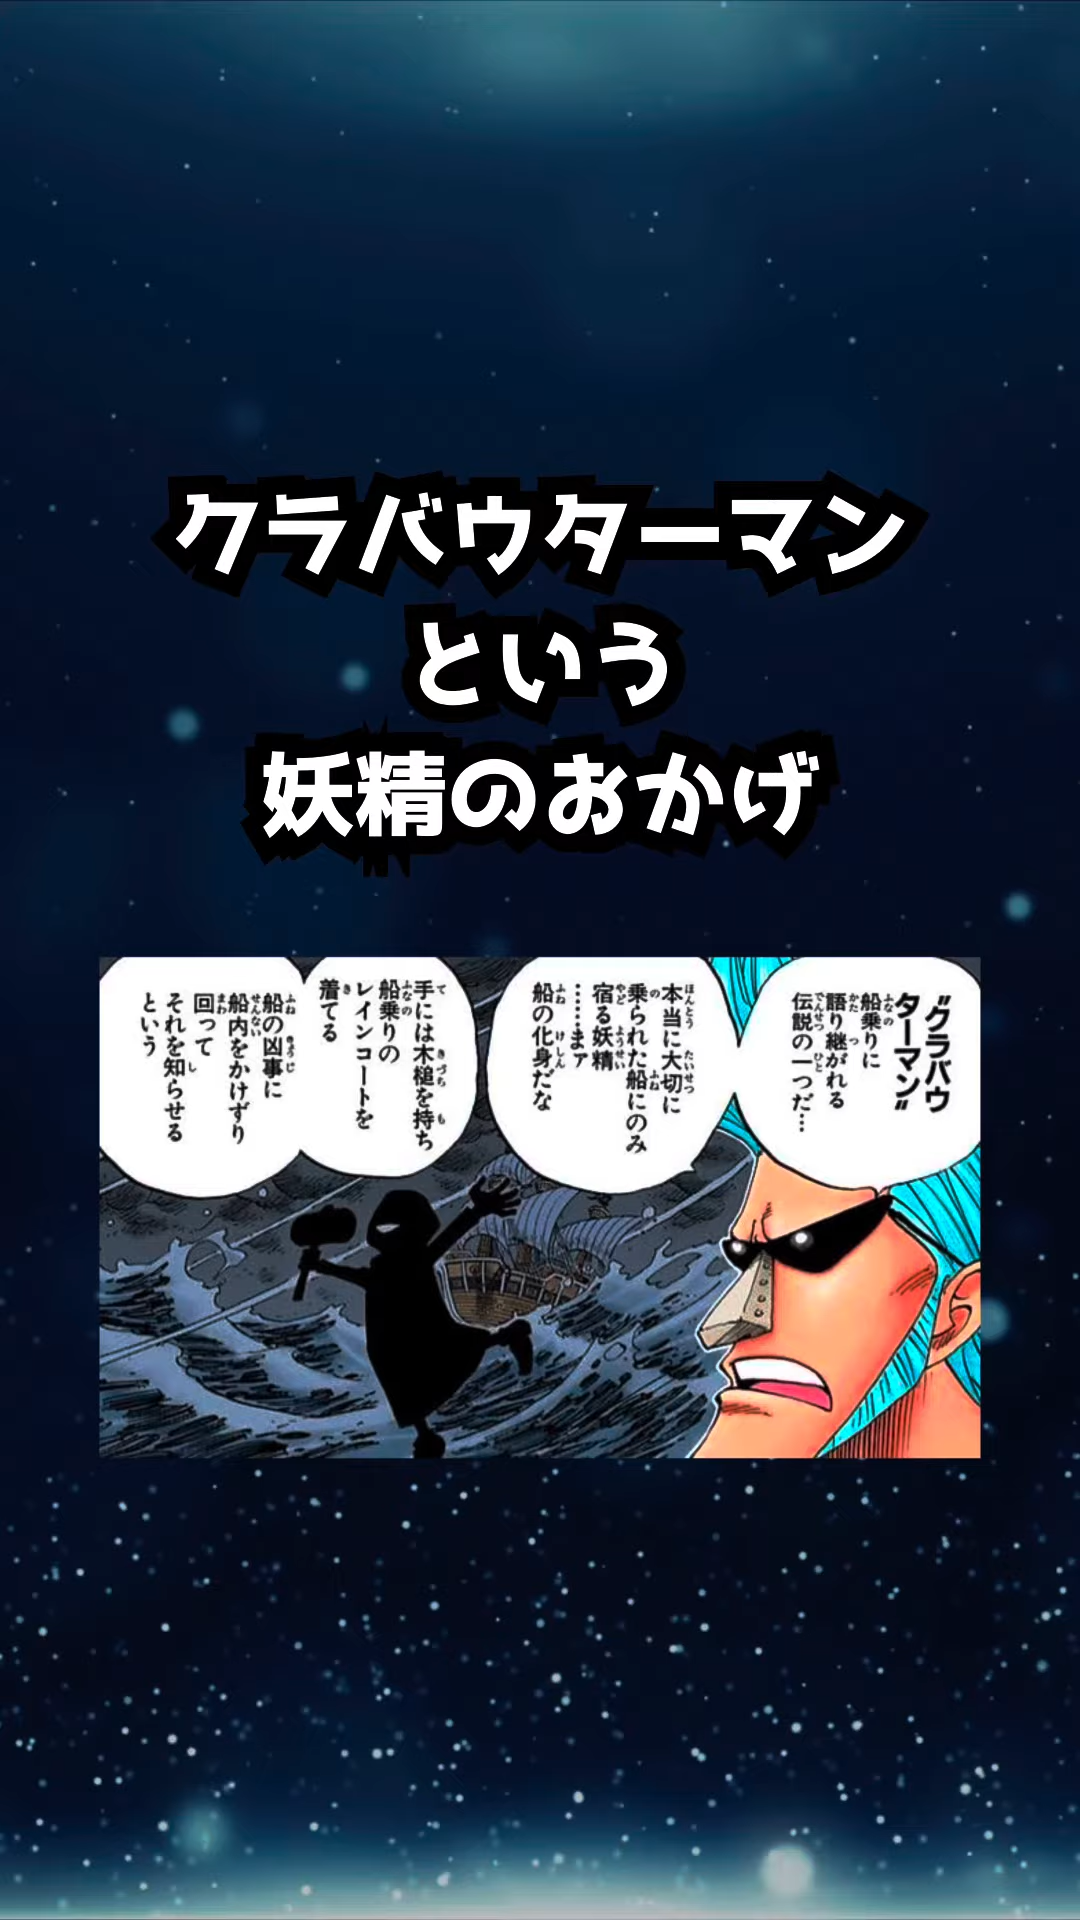 クラバウターマン
という
妖精のおかげ
〝クラバウ
ターマン〟
船乗りに
語り継がれる
伝説の一つだ…
本当に大切に
乗られた船にのみ
宿る妖精
……まァ
船の化身だな
手には木槌を持ち
船乗りの
レインコートを
着てる
船の凶事に
船内をかけずり
回って
それを知らせる
という